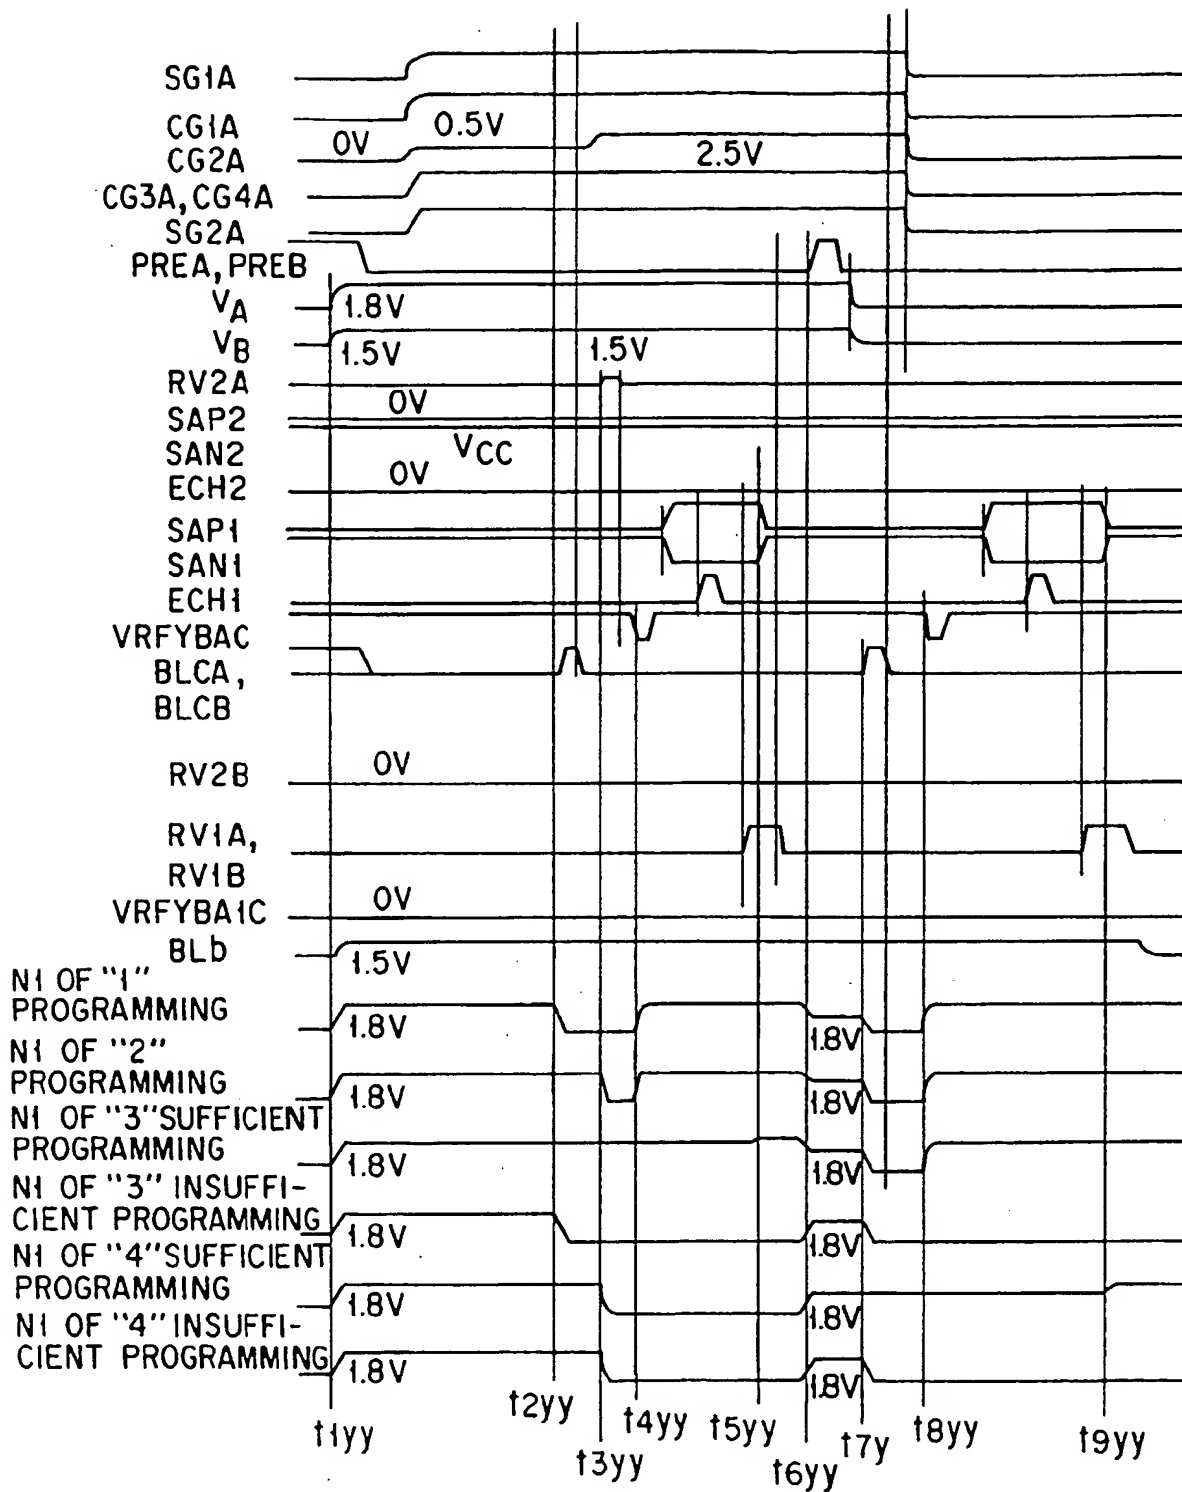 SG1A
CG1A
0V 0.5V
CG2A
2.5V
CG3A, CG4A
SG2A
PREA, PREB
VA
1.8V
VB
1.5V 1.5V
RV2A
0V
SAP2
SAN2 VCC
0V
ECH2
SAP1
SAN1
ECH1
VRFYBAC
BLCA,
BLCB
RV2B 0V
RV1A,
RV1B
VRFYBA1C 0V
BLb
1.5V
N1 OF "1"
PROGRAMMING
1.8V 1.8V
N1 OF "2"
PROGRAMMING
1.8V 1.8V
N1 OF "3" SUFFICIENT
PROGRAMMING
1.8V 1.8V
N1 OF "3" INSUFFI-
CIENT PROGRAMMING
1.8V 1.8V
N1 OF "4" SUFFICIENT
PROGRAMMING
1.8V 1.8V
N1 OF "4" INSUFFI-
CIENT PROGRAMMING
1.8V 1.8V
t1yy t2yy t3yy t4yy t5yy t6yy t7y t8yy t9yy